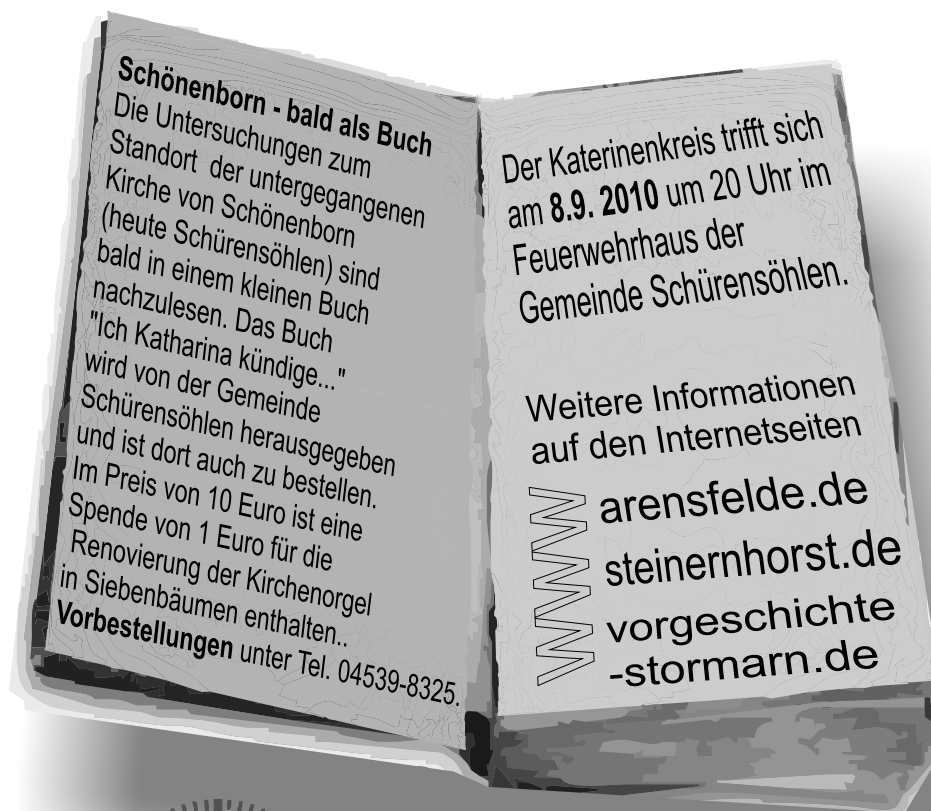 Schönenborn - bald als Buch
Die Untersuchungen zum
Standort der untergegangenen
Kirche von Schönenborn
(heute Schürensöhlen) sind
bald in einem kleinen Buch
nachzulesen. Das Buch
"Ich Katharina kündige..."
wird von der Gemeinde
Schürensöhlen herausgegeben
und ist dort auch zu bestellen.
Im Preis von 10 Euro ist eine
Spende von 1 Euro für die
Renovierung der Kirchenorgel
in Siebenbäumen enthalten..
Vorbestellungen unter Tel. 04539-8325.
Der Katerinenkreis trifft sich
am 8.9. 2010 um 20 Uhr im
Feuerwehrhaus der
Gemeinde Schürensöhlen.
Weitere Informationen
auf den Internetseiten
WWW
arensfelde.de
steinernhorst.de
vorgeschichte
-stormarn.de